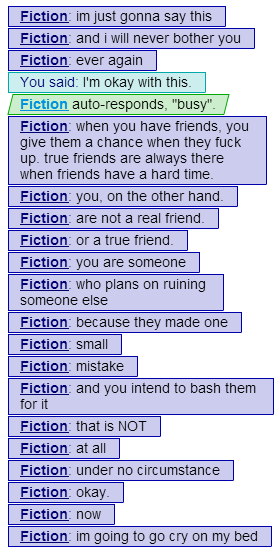 Fiction: im just gonna say this
Fiction: and i will never bother you
Fiction: ever again
You said: I'm okay with this.
Fiction auto-responds, "busy".
Fiction: when you have friends, you
give them a chance when they fuck
up. true friends are always there
when friends have a hard time.
Fiction: you, on the other hand.
Fiction: are not a real friend.
Fiction: or a true friend.
Fiction: you are someone
Fiction: who plans on ruining
someone else
Fiction: because they made one
Fiction: small
Fiction: mistake
Fiction: and you intend to bash them
for it
Fiction: that is NOT
Fiction: at all
Fiction: under no circumstance
Fiction: okay.
Fiction: now
Fiction: im going to go cry on my bed